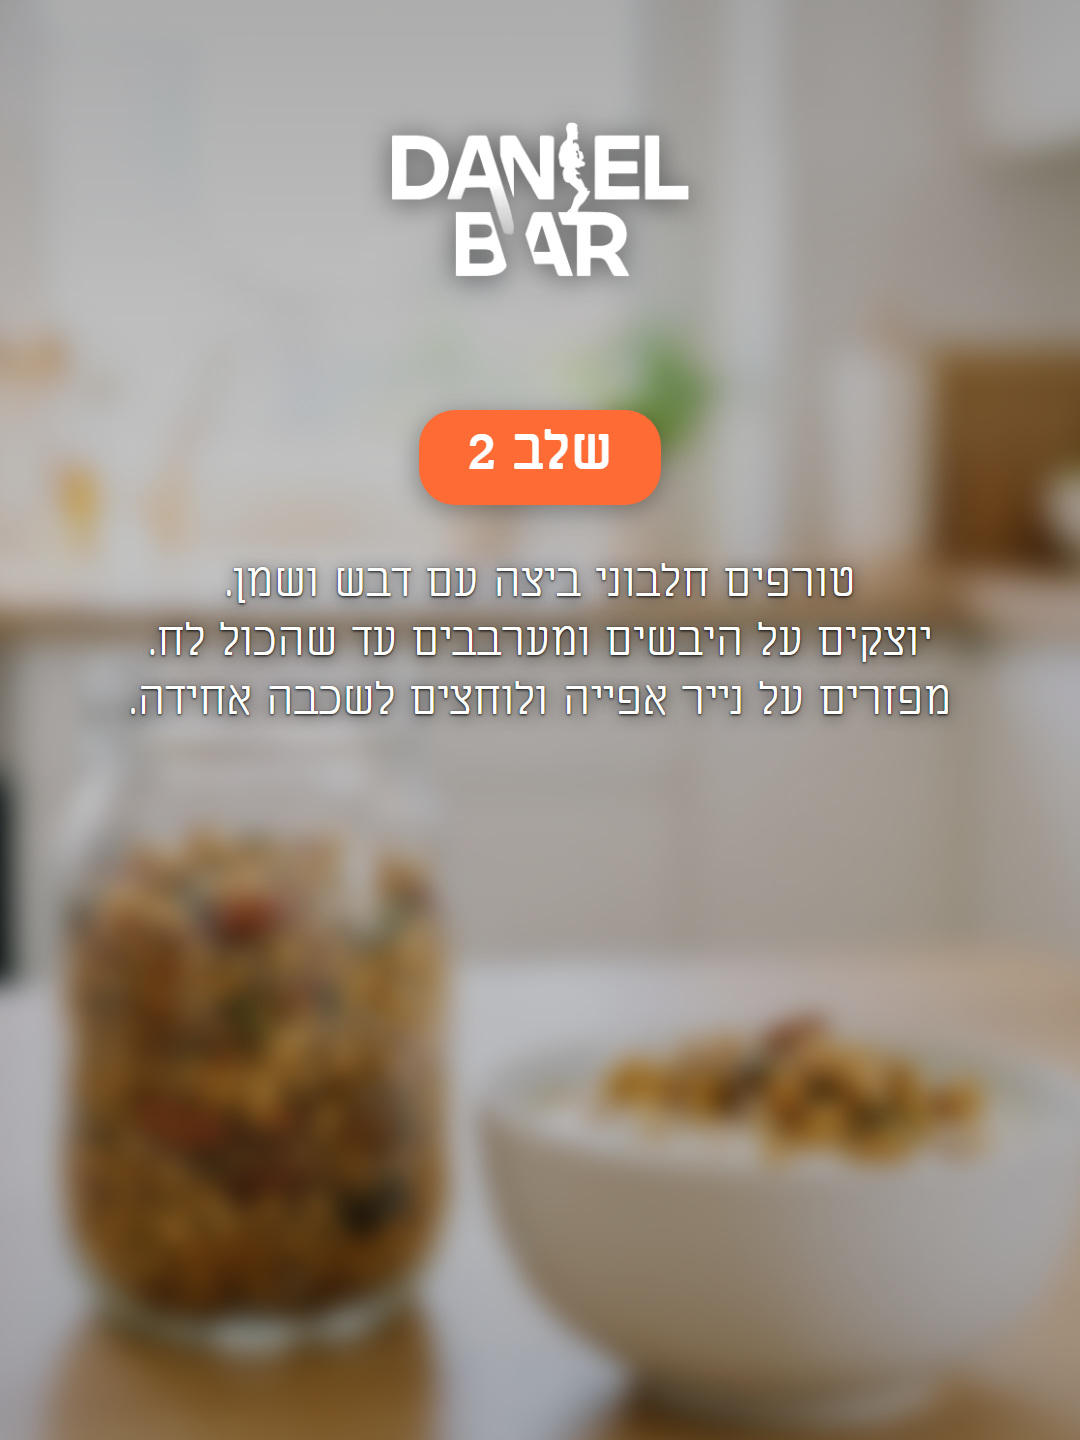 DANIEL
BAR
שלב 2
טורפים חלבוני ביצה עם דבש ושמן.
יוצקים על היבשים ומערבבים עד שהכול לח.
מפזרים על נייר אפייה ולוחצים לשכבה אחידה.